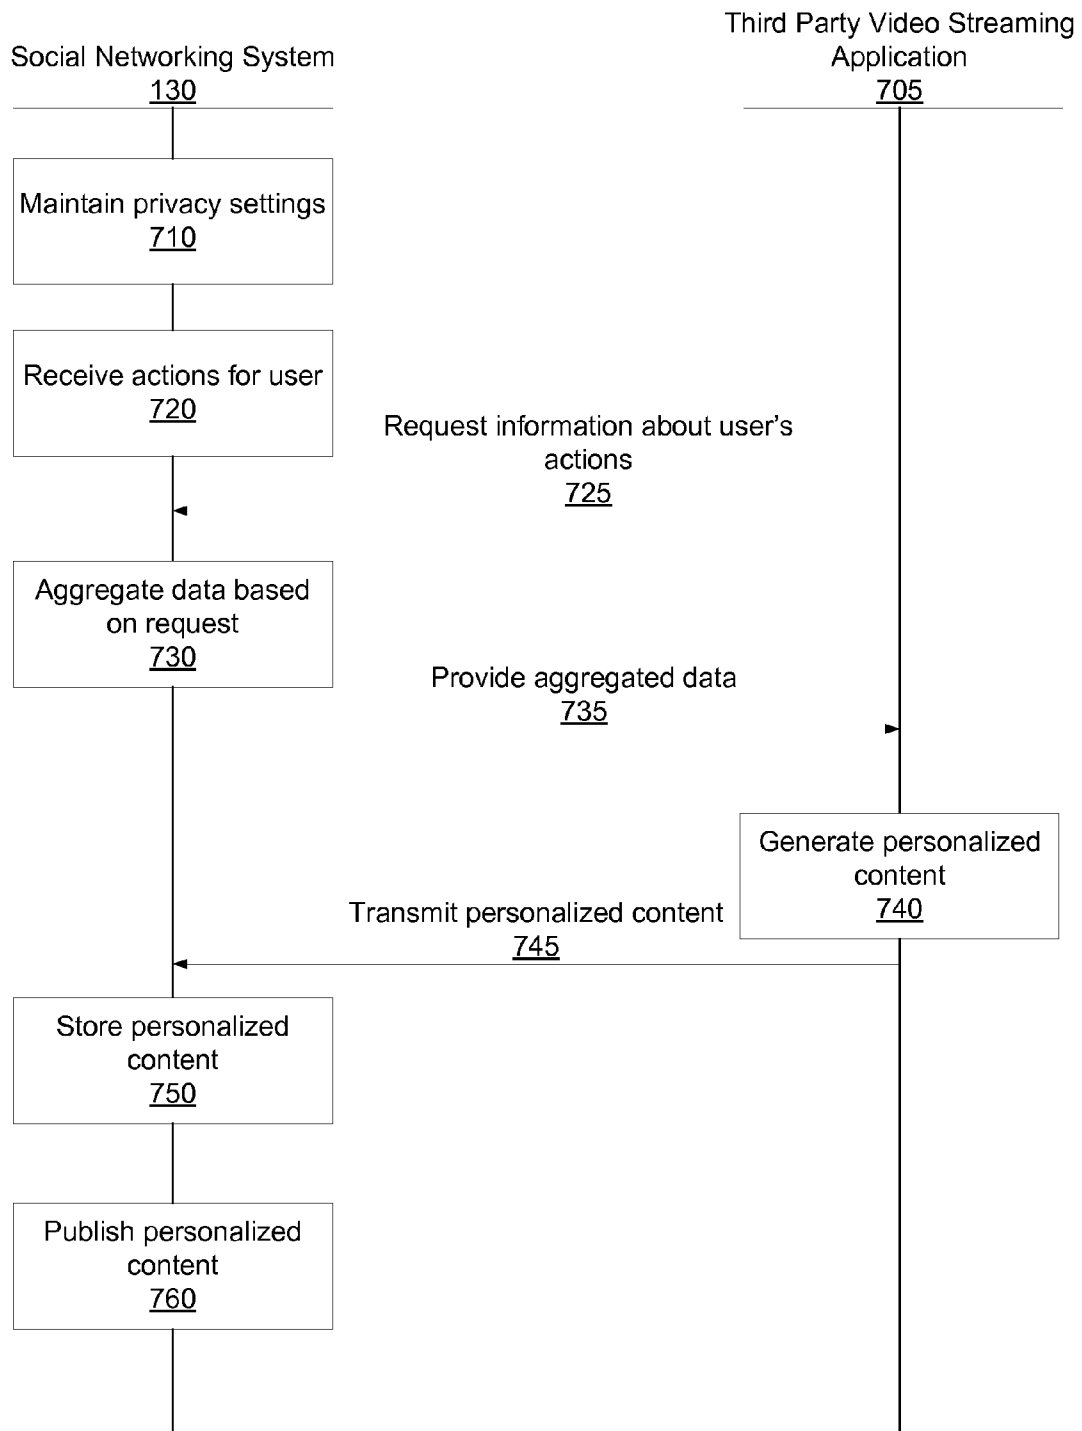 Social Networking System
130
Third Party Video Streaming
Application
705
Maintain privacy settings
710
Receive actions for user
720
Request information about user’s
actions
725
Aggregate data based
on request
730
Provide aggregated data
735
Generate personalized
content
740
Transmit personalized content
745
Store personalized
content
750
Publish personalized
content
760